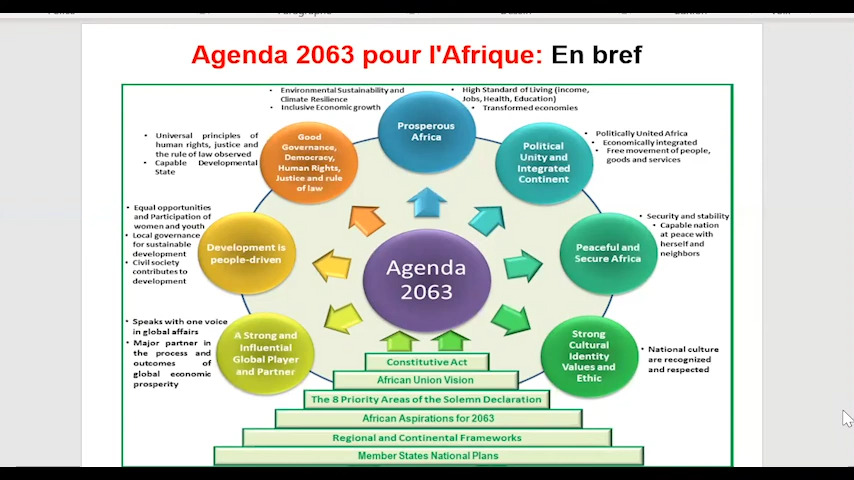 Agenda 2063 pour l'Afrique: En bref
• Environmental Sustainability and
Climate Resilience
• Inclusive Economic growth
• High Standard of Living (income,
Jobs, Health, Education)
• Transformed economies
Prosperous
Africa
• Universal principles of
human rights, justice and
the rule of law observed
• Capable Developmental
State
Good
Governance,
Democracy,
Human Rights,
Justice and rule
of law
Political
Unity and
Integrated
Continent
• Politically United Africa
• Economically integrated
• Free movement of people,
goods and services
• Equal opportunities
and Participation of
women and youth
• Local governance
for sustainable
development
• Civil society
contributes to
development
Development is
people-driven
Agenda
2063
Peaceful and
Secure Africa
• Security and stability
• Capable nation
at peace with
herself and
neighbors
• Speaks with one voice
in global affairs
• Major partner in
the process and
outcomes of
global economic
prosperity
A Strong and
Influential
Global Player
and Partner
Strong
Cultural
Identity
Values and
Ethic
• National culture
are recognized
and respected
Constitutive Act
African Union Vision
The 8 Priority Areas of the Solemn Declaration
African Aspirations for 2063
Regional and Continental Frameworks
Member States National Plans